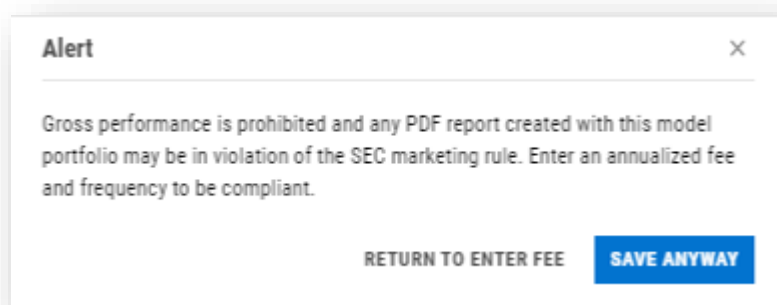 Alert
Gross performance is prohibited and any PDF report created with this model
portfolio may be in violation of the SEC marketing rule. Enter an annualized fee
and frequency to be compliant.
RETURN TO ENTER FEE
SAVE ANYWAY